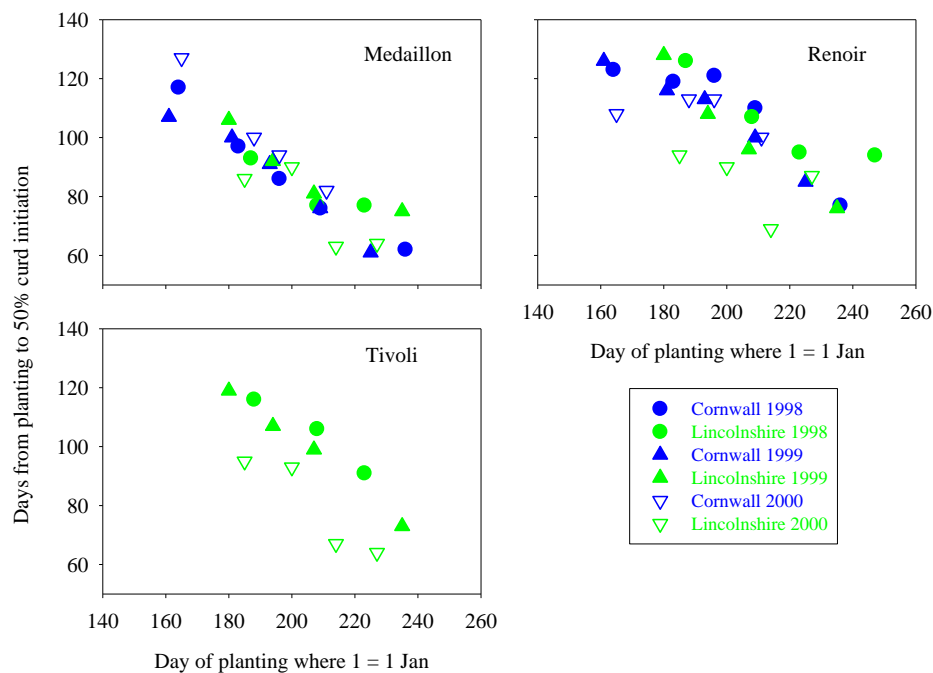 Days from planting to 50% curd initiation
140
120
100
80
60
Medaillon
Renoir
140 160 180 200 220 240 260
Day of planting where 1 = 1 Jan
140
120
100
80
60
Tivoli
140 160 180 200 220 240 260
Day of planting where 1 = 1 Jan
Cornwall 1998
Lincolnshire 1998
Cornwall 1999
Lincolnshire 1999
Cornwall 2000
Lincolnshire 2000